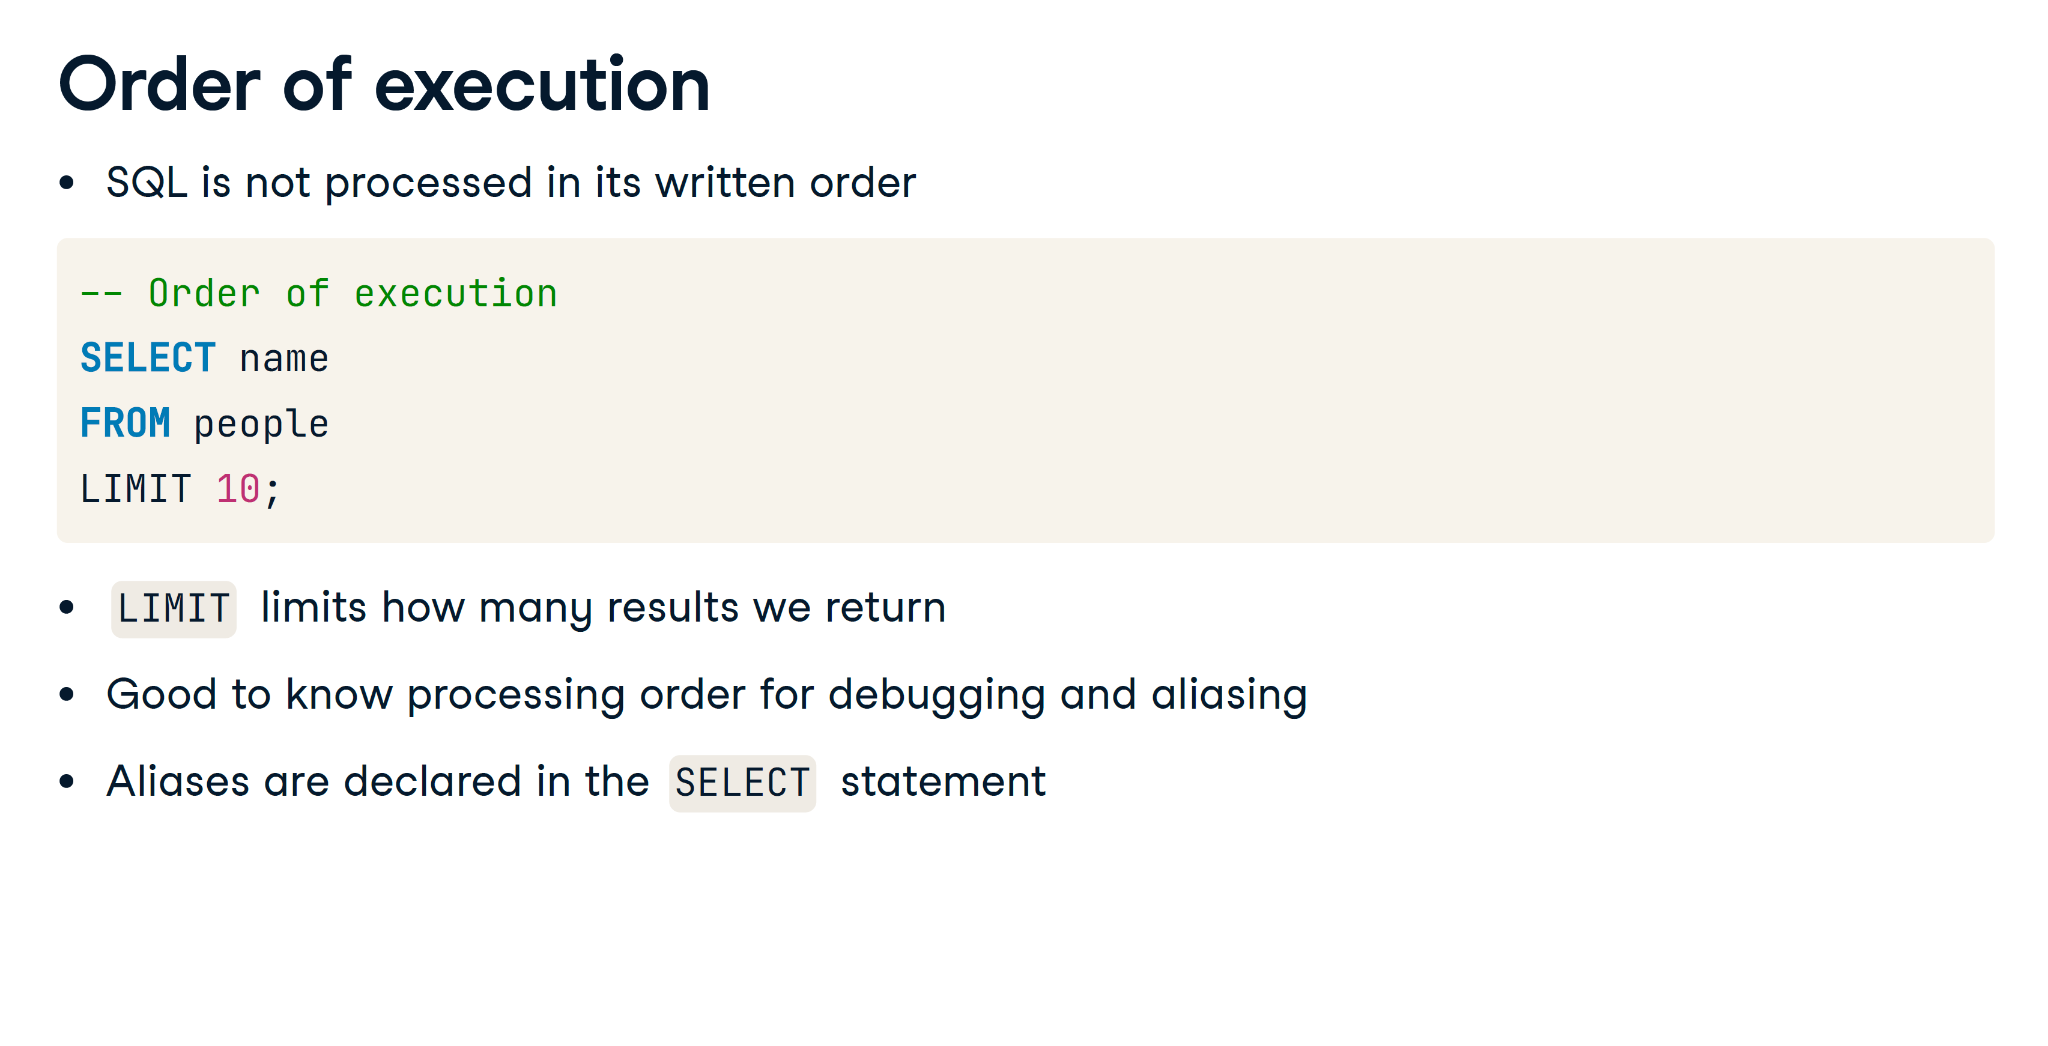 Order of execution
• SQL is not processed in its written order
-- Order of execution
SELECT name
FROM people
LIMIT 10;
• LIMIT limits how many results we return
• Good to know processing order for debugging and aliasing
• Aliases are declared in the SELECT statement